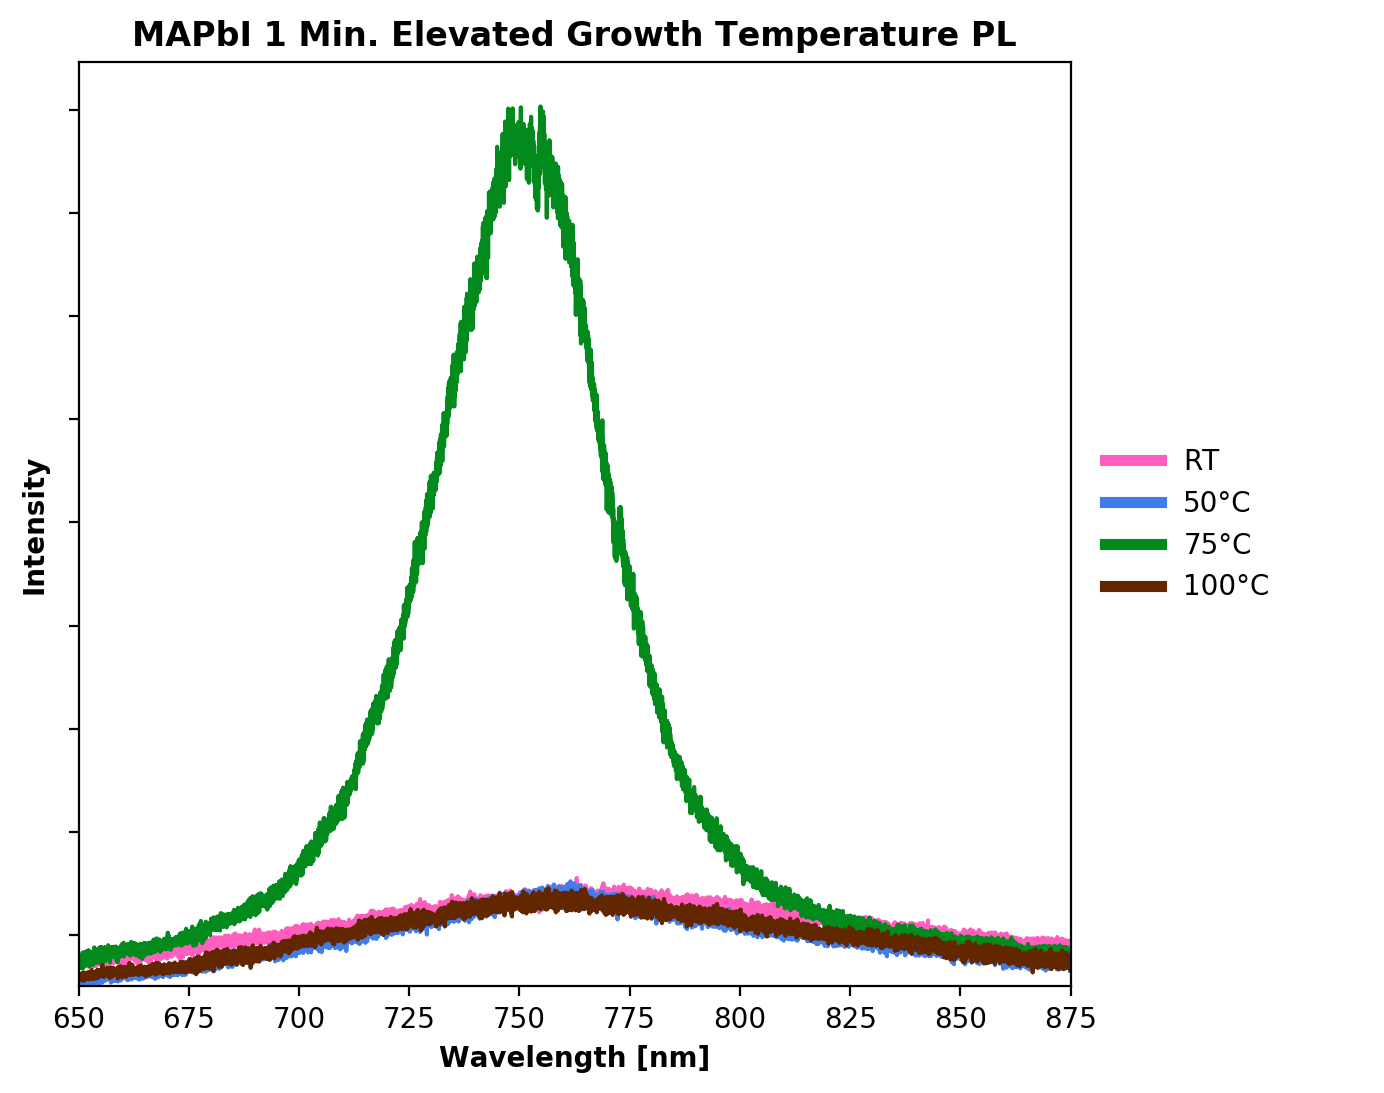 MAPbI 1 Min. Elevated Growth Temperature PL
Intensity
RT
50°C
75°C
100°C
650 675 700 725 750 775 800 825 850 875
Wavelength [nm]